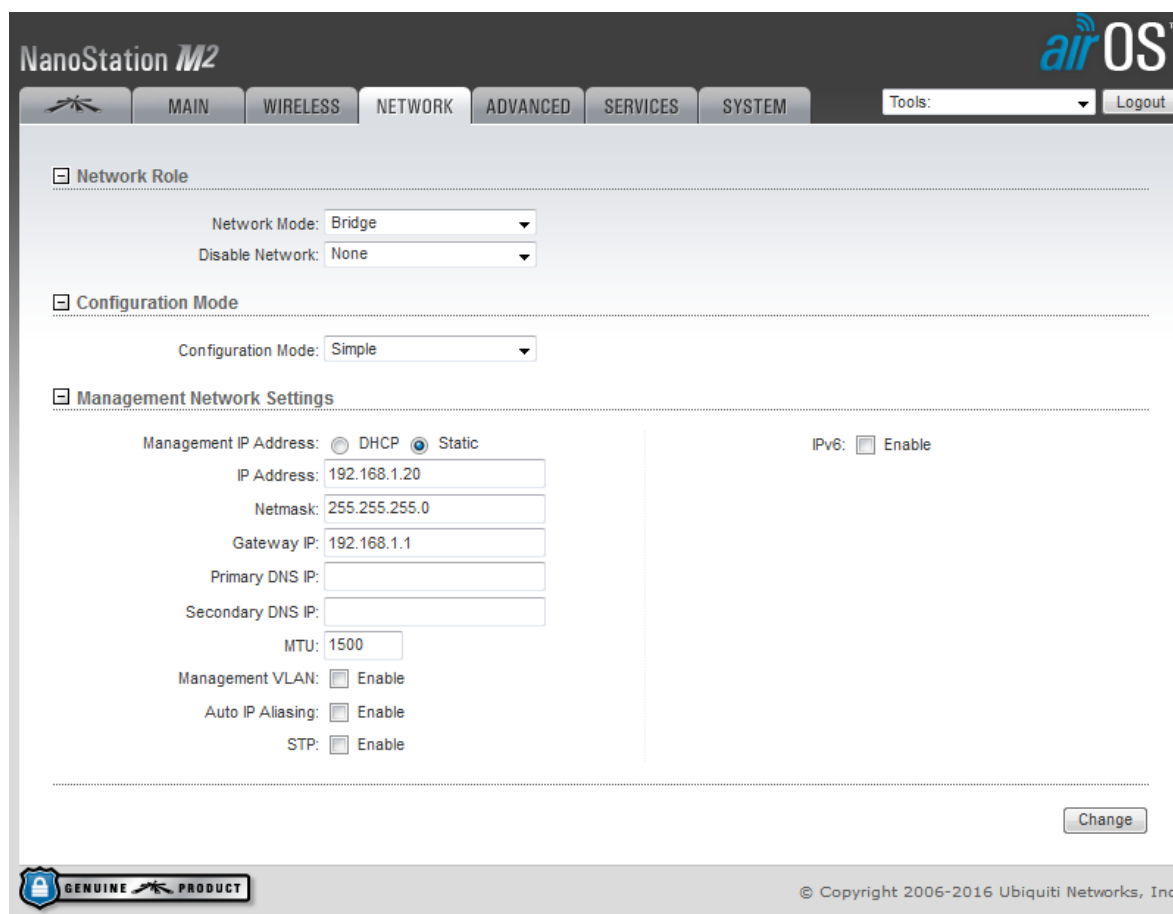 NanoStation M2
airOS™
MAIN WIRELESS NETWORK ADVANCED SERVICES SYSTEM Tools: Logout
Network Role
Network Mode: Bridge
Disable Network: None
Configuration Mode
Configuration Mode: Simple
Management Network Settings
Management IP Address: DHCP Static
IPv6: Enable
IP Address: 192.168.1.20
Netmask: 255.255.255.0
Gateway IP: 192.168.1.1
Primary DNS IP:
Secondary DNS IP:
MTU: 1500
Management VLAN: Enable
Auto IP Aliasing: Enable
STP: Enable
Change
GENUINE PRODUCT
© Copyright 2006-2016 Ubiquiti Networks, Inc